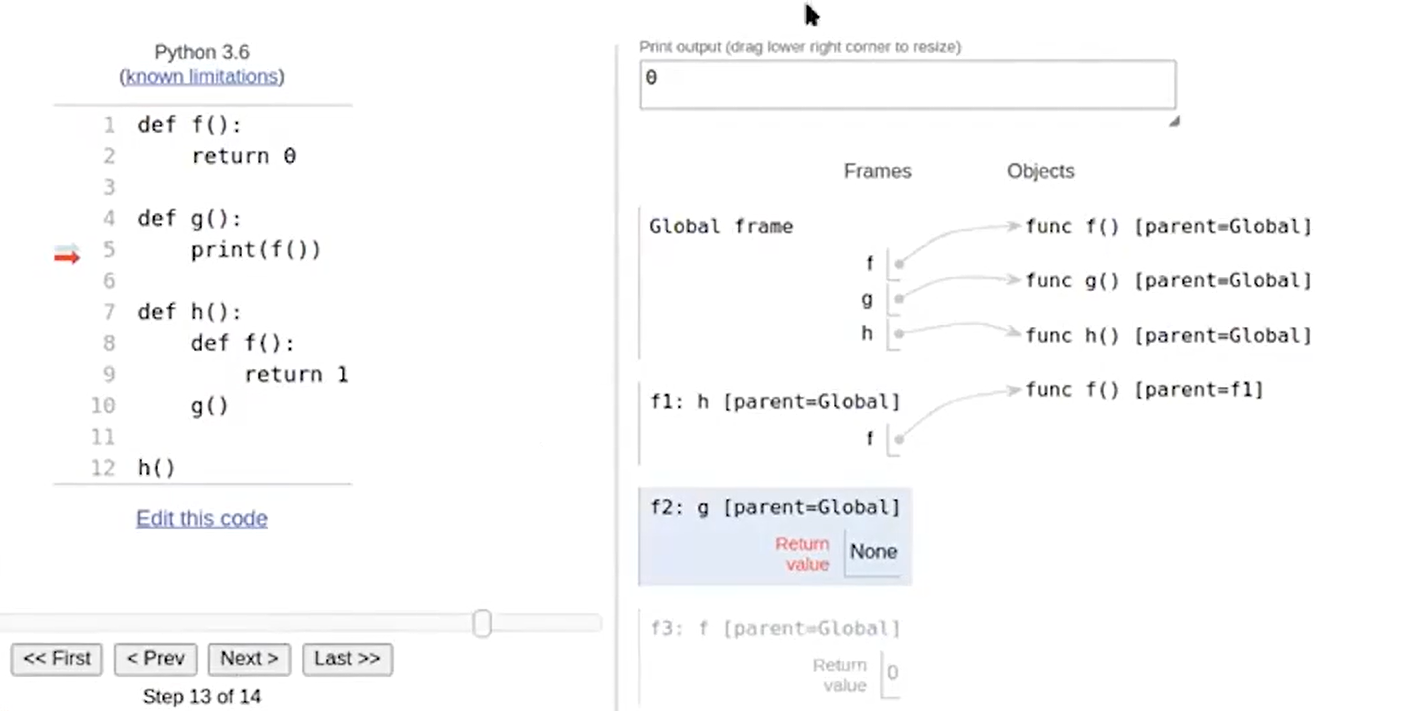 Python 3.6
(known limitations)
1 def f():
2     return 0
3
4 def g():
5     print(f())
6
7 def h():
8     def f():
9         return 1
10     g()
11
12 h()
Edit this code
<< First < Prev Next > Last >>
Step 13 of 14
Print output (drag lower right corner to resize)
0
Frames Objects
Global frame
f
g
h
func f() [parent=Global]
func g() [parent=Global]
func h() [parent=Global]
f1: h [parent=Global]
f
func f() [parent=f1]
f2: g [parent=Global]
Return
value
None
f3: f [parent=Global]
Return
value
0